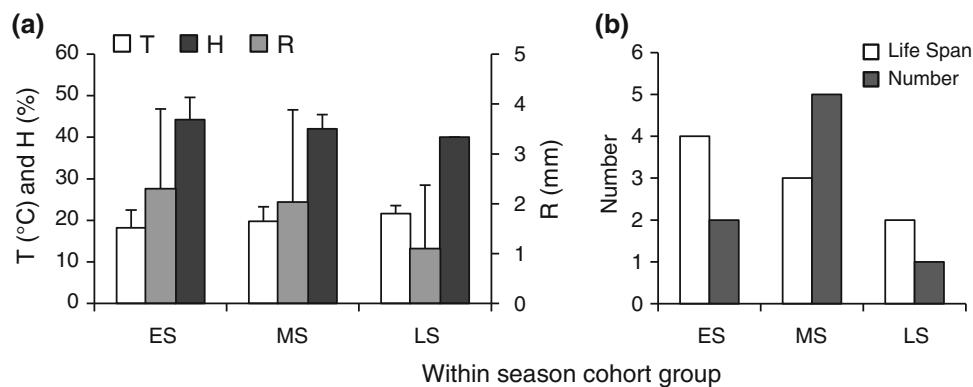 (a)
T H R
60
50
40
30
20
10
0
T (°C) and H (%)
5
4
3
2
1
0
R (mm)
ES MS LS
(b)
Life Span
Number
6
5
4
3
2
1
0
Number
ES MS LS
Within season cohort group